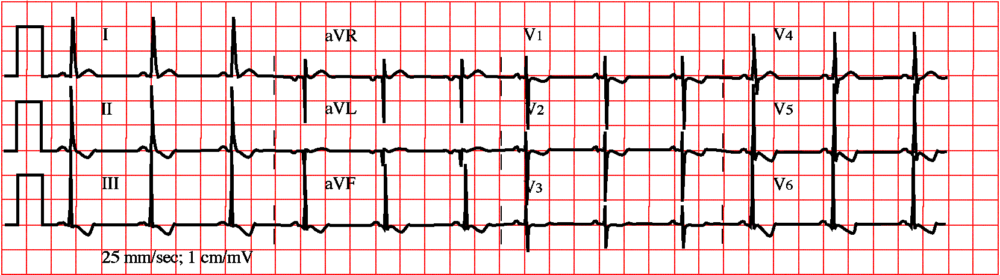 I aVR V1 V4
II aVL V2 V5
III aVF V3 V6
25 mm/sec; 1 cm/mV